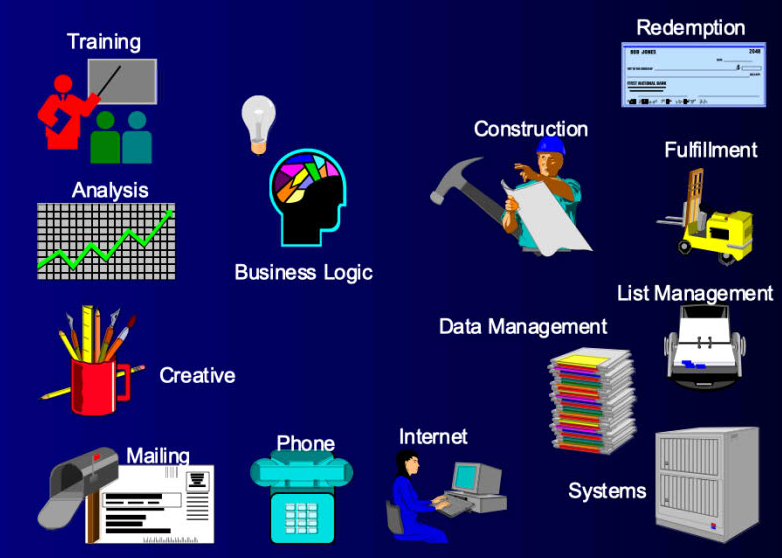 Redemption
Training
BOB JONES 2048
FIRST NATIONAL BANK
Construction
Fulfillment
Analysis
Business Logic
List Management
Data Management
Creative
Phone
Internet
Mailing
Systems